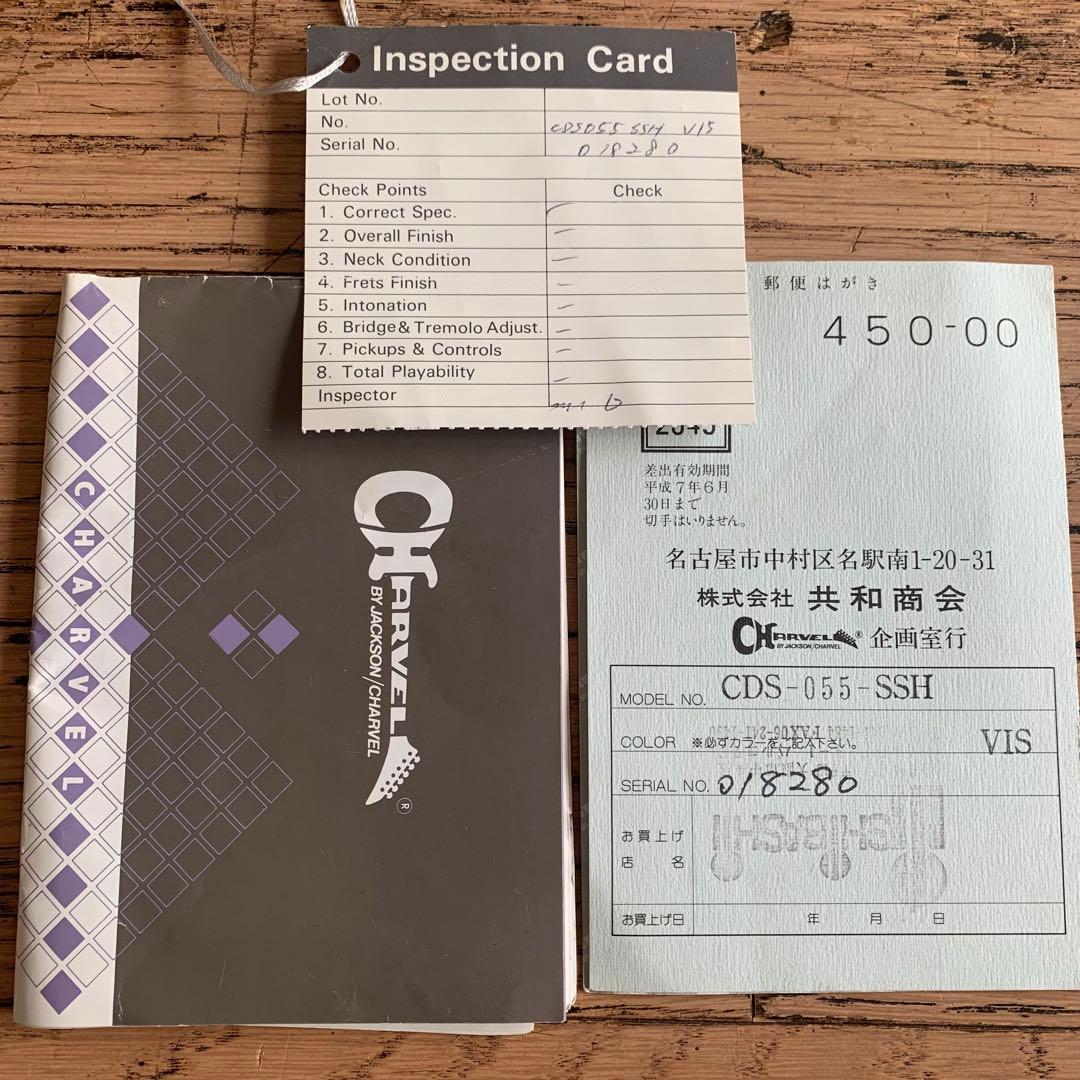 Inspection Card
Lot No.
No. CDS055 SSH VIS
Serial No. 018280
Check Points Check
1. Correct Spec.
2. Overall Finish
3. Neck Condition
4. Frets Finish
5. Intonation
6. Bridge & Tremolo Adjust.
7. Pickups & Controls
8. Total Playability
Inspector
CHARVEL
CHARVEL
BY JACKSON/CHARVEL
®
郵便はがき
450-00
差出有効期間
平成7年6月
30日まで
切手はいりません。
名古屋市中村区名駅南1-20-31
株式会社 共和商会
CHARVEL® 企画室行
BY JACKSON/CHARVEL
MODEL NO. CDS-055-SSH
COLOR ※必ずカラーをご記入下さい。 VIS
SERIAL NO. 018280
お買上げ
店名
お買上げ日 年 月 日